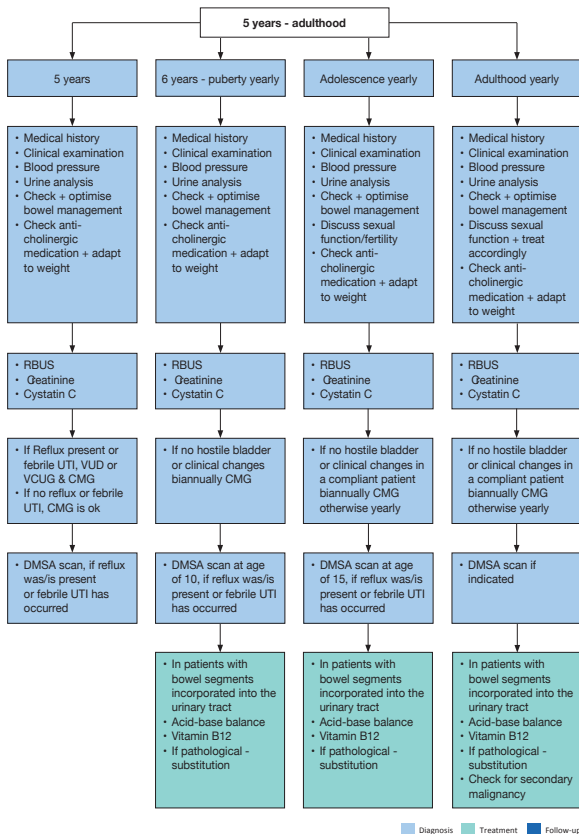 5 years - adulthood
5 years
6 years - puberty yearly
Adolescence yearly
Adulthood yearly
• Medical history
• Clinical examination
• Blood pressure
• Urine analysis
• Check + optimise
bowel management
• Check anti-
cholinergic
medication + adapt
to weight
• Medical history
• Clinical examination
• Blood pressure
• Urine analysis
• Check + optimise
bowel management
• Check anti-
cholinergic
medication + adapt
to weight
• Medical history
• Clinical examination
• Blood pressure
• Urine analysis
• Check + optimise
bowel management
• Discuss sexual
function/fertility
• Check anti-
cholinergic
medication + adapt
to weight
• Medical history
• Clinical examination
• Blood pressure
• Urine analysis
• Check + optimise
bowel management
• Discuss sexual
function + treat
accordingly
• Check anti-
cholinergic
medication + adapt
to weight
• RBUS
• Creatinine
• Cystatin C
• RBUS
• Creatinine
• Cystatin C
• RBUS
• Creatinine
• Cystatin C
• RBUS
• Creatinine
• Cystatin C
• If Reflux present or
febrile UTI, VUD or
VCUG & CMG
• If no reflux or febrile
UTI, CMG is ok
• If no hostile bladder
or clinical changes
biannually CMG
• If no hostile bladder
or clinical changes in
a compliant patient
biannually CMG
otherwise yearly
• If no hostile bladder
or clinical changes in
a compliant patient
biannually CMG
otherwise yearly
• DMSA scan, if reflux
was/is present
or febrile UTI has
occurred
• DMSA scan at age
of 10, if reflux was/is
present or febrile UTI
has occurred
• DMSA scan at age
of 15, if reflux was/is
present or febrile UTI
has occurred
• DMSA scan if
indicated
• In patients with
bowel segments
incorporated into the
urinary tract
• Acid-base balance
• Vitamin B12
• If pathological -
substitution
• In patients with
bowel segments
incorporated into the
urinary tract
• Acid-base balance
• Vitamin B12
• If pathological -
substitution
• In patients with
bowel segments
incorporated into the
urinary tract
• Acid-base balance
• Vitamin B12
• If pathological -
substitution
• Check for secondary
malignancy
Diagnosis
Treatment
Follow-up